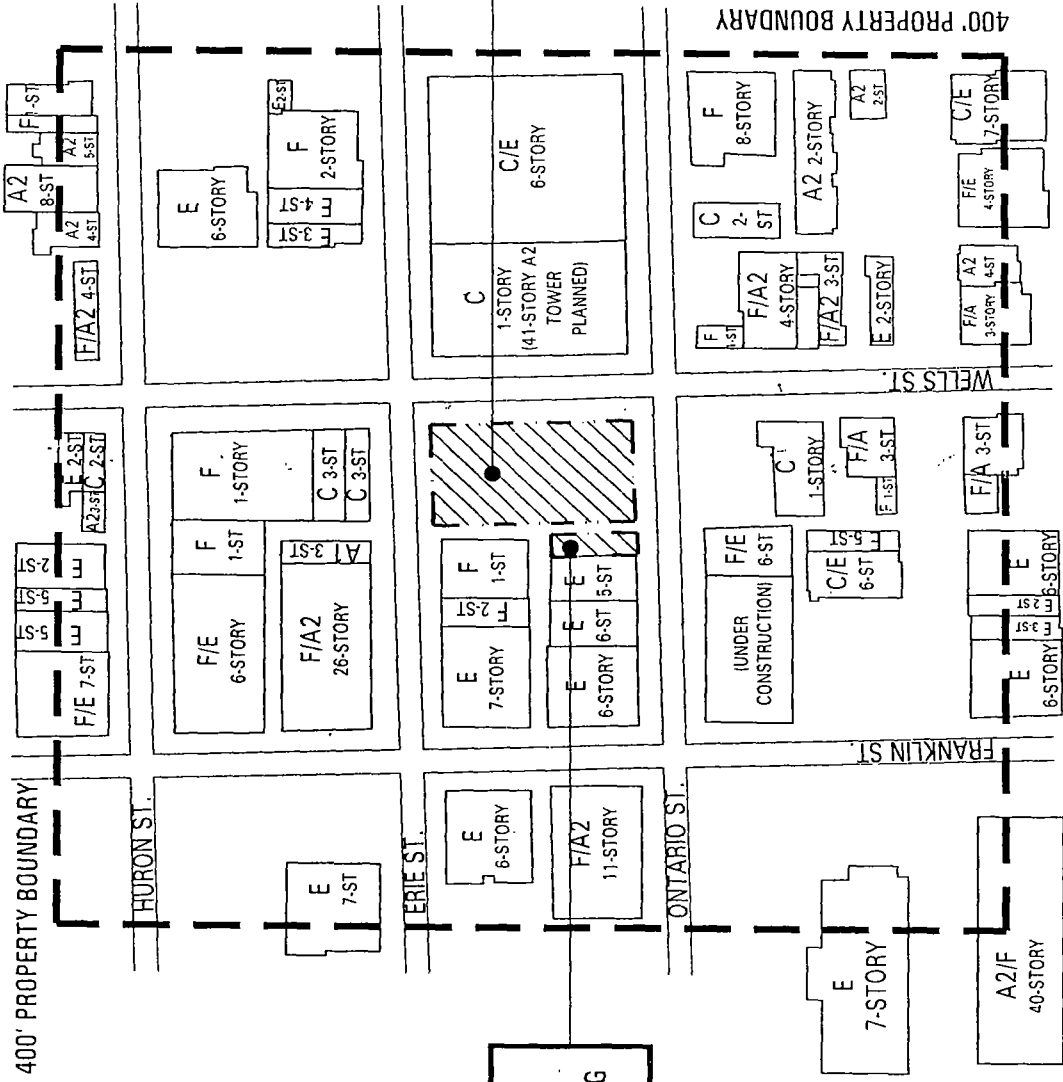 400' PROPERTY BOUNDARY
400' PROPERTY BOUNDARY
F 1-ST
A2
5-ST
A2
8-ST
A2
4-ST
F/A2 4-ST
E 2-ST
C 2-ST
A2 3-ST
E
2-ST
E
5-ST
E
5-ST
F/E 7-ST
HURON ST.
E 2-ST
F
2-STORY
E 4-ST
E 3-ST
E
6-STORY
F
1-STORY
C 3-ST
C 3-ST
F
1-ST
A1
3-ST
F/E
6-STORY
F/A2
26-STORY
E
7-ST
ERIE ST.
C/E
6-STORY
C
1-STORY
(41-STORY A2
TOWER
PLANNED)
F
1-ST
E
2-ST
E
7-STORY
E
5-ST
E
6-ST
E
6-STORY
E
6-STORY
F/A2
11-STORY
G
ONTARIO ST.
F
8-STORY
A2 2-STORY
A2
2-ST
C
2-
ST
F/A2
4-STORY
F
1-ST
F/A2 3-ST
E 2-STORY
WELLS ST.
C
1-STORY
F/A
3-ST
F 1-ST
F/E
6-ST
(UNDER
CONSTRUCTION)
E
5-ST
C/E
6-ST
FRANKLIN ST.
E
7-STORY
C/E
7-STORY
F/E
4-STORY
A2
4-ST
F/A
3-STORY
F/A 3-ST
E
6-STORY
E 2 ST
E 3-ST
E
6-STORY
A2/F
40-STORY